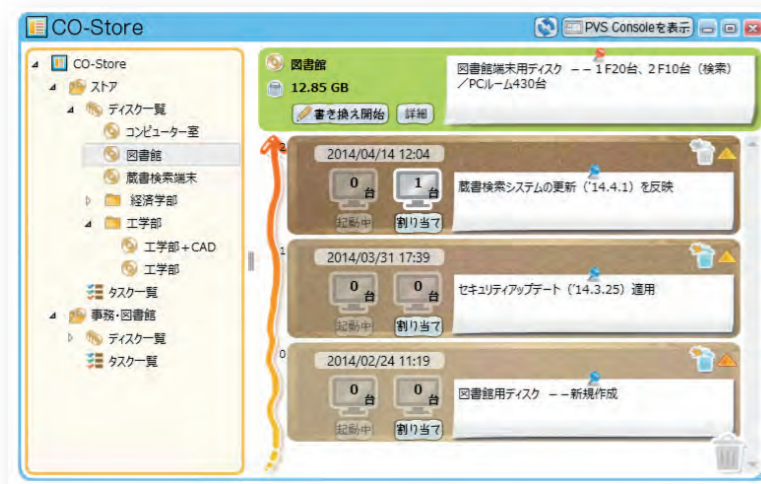 CO-Store
PVS Consoleを表示
CO-Store
ストア
ディスク一覧
コンピューター室
図書館
蔵書検索端末
経済学部
工学部
工学部+CAD
工学部
タスク一覧
事務・図書館
ディスク一覧
タスク一覧
図書館
12.85 GB
書き換え開始 詳細
図書館端末用ディスク －－1F20台、2F10台（検索）
／PCルーム430台
2
2014/04/14 12:04
0台 1台
起動中 割り当て
蔵書検索システムの更新（'14.4.1）を反映
1
2014/03/31 17:39
0台 0台
起動中 割り当て
セキュリティアップデート（'14.3.25）適用
0
2014/02/24 11:19
0台 0台
起動中 割り当て
図書館用ディスク －－新規作成